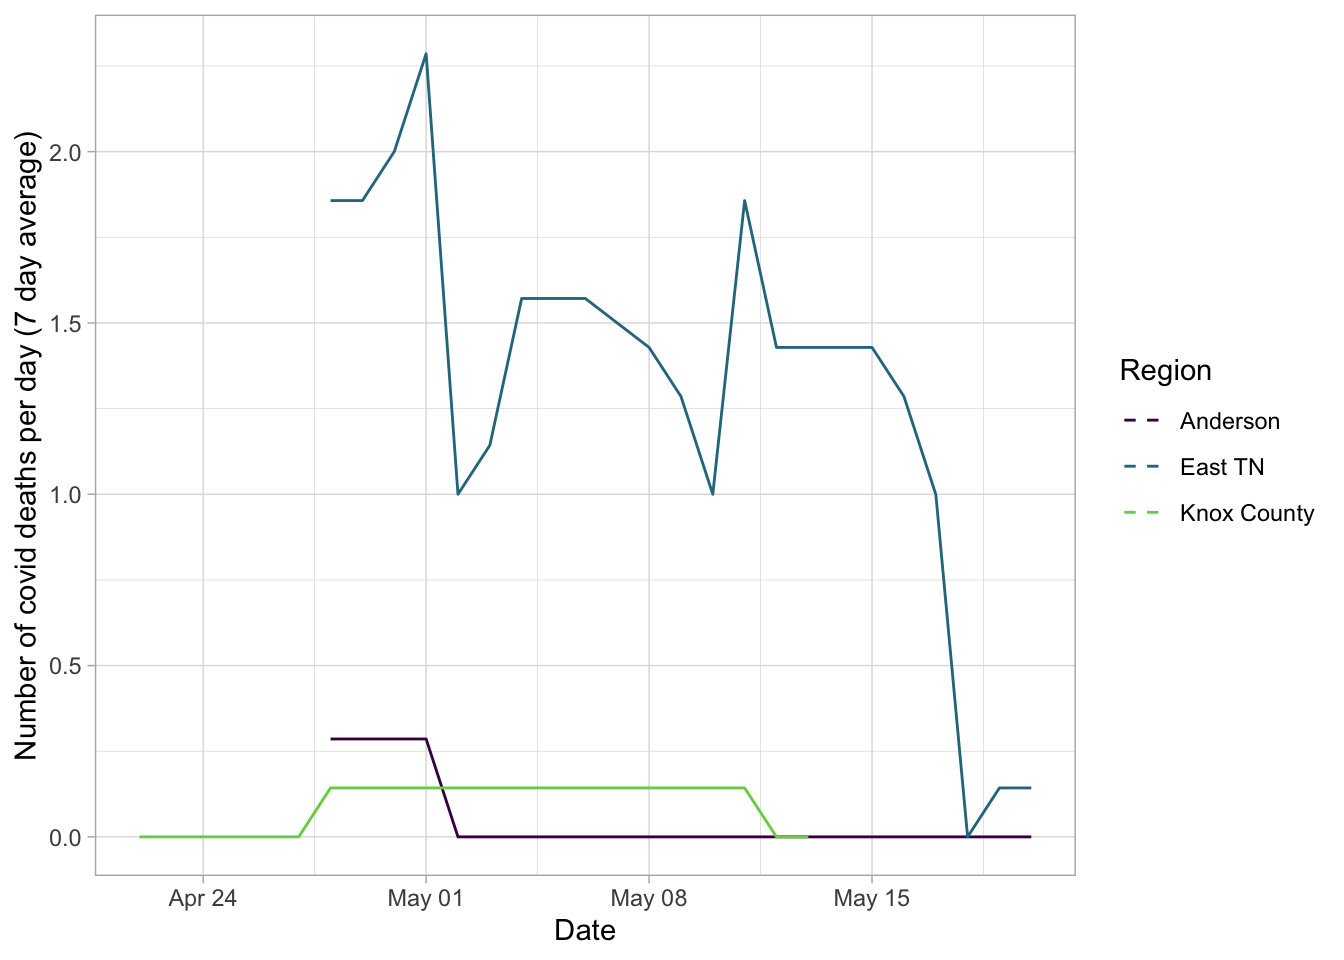 Number of covid deaths per day (7 day average)
2.0
1.5
1.0
0.5
0.0
Apr 24
May 01
May 08
May 15
Date
Region
Anderson
East TN
Knox County